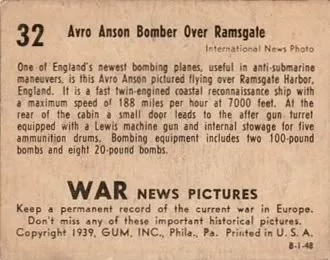 32 Avro Anson Bomber Over Ramsgate
International News Photo
One of England's newest bombing planes, useful in anti-submarine
maneuvers, is this Avro Anson pictured flying over Ramsgate Harbor,
England. It is a fast twin-engined coastal reconnaissance ship with
a maximum speed of 188 miles per hour at 7000 feet. At the
rear of the cabin a small door leads to the after gun turret
equipped with a Lewis machine gun and internal stowage for five
ammunition drums. Bombing equipment includes two 100-pound
bombs and eight 20-pound bombs.
WAR NEWS PICTURES
Keep a permanent record of the current war in Europe.
Don't miss any of these important historical pictures.
Copyright 1939, GUM, INC., Phila., Pa. Printed in U. S. A.
8-1-48